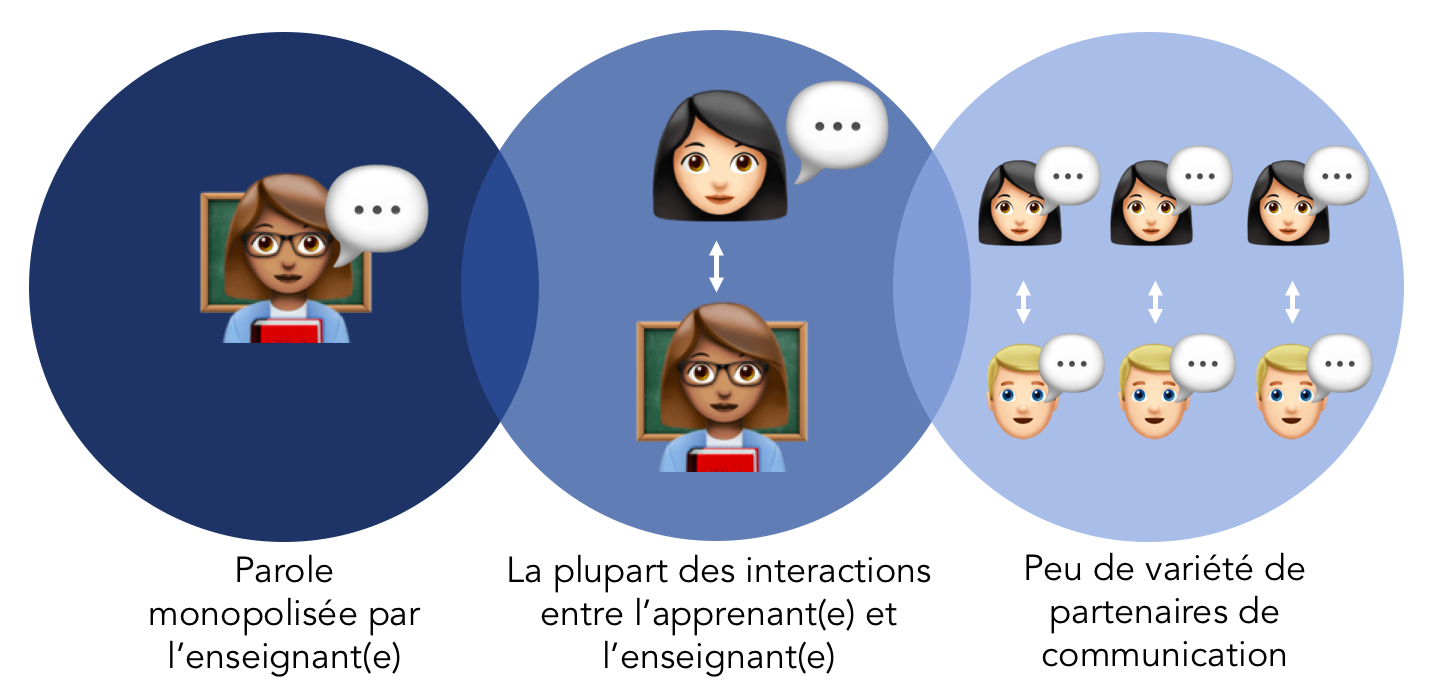 Parole
monopolisée par
l’enseignant(e)
La plupart des interactions
entre l’apprenant(e) et
l’enseignant(e)
Peu de variété de
partenaires de
communication